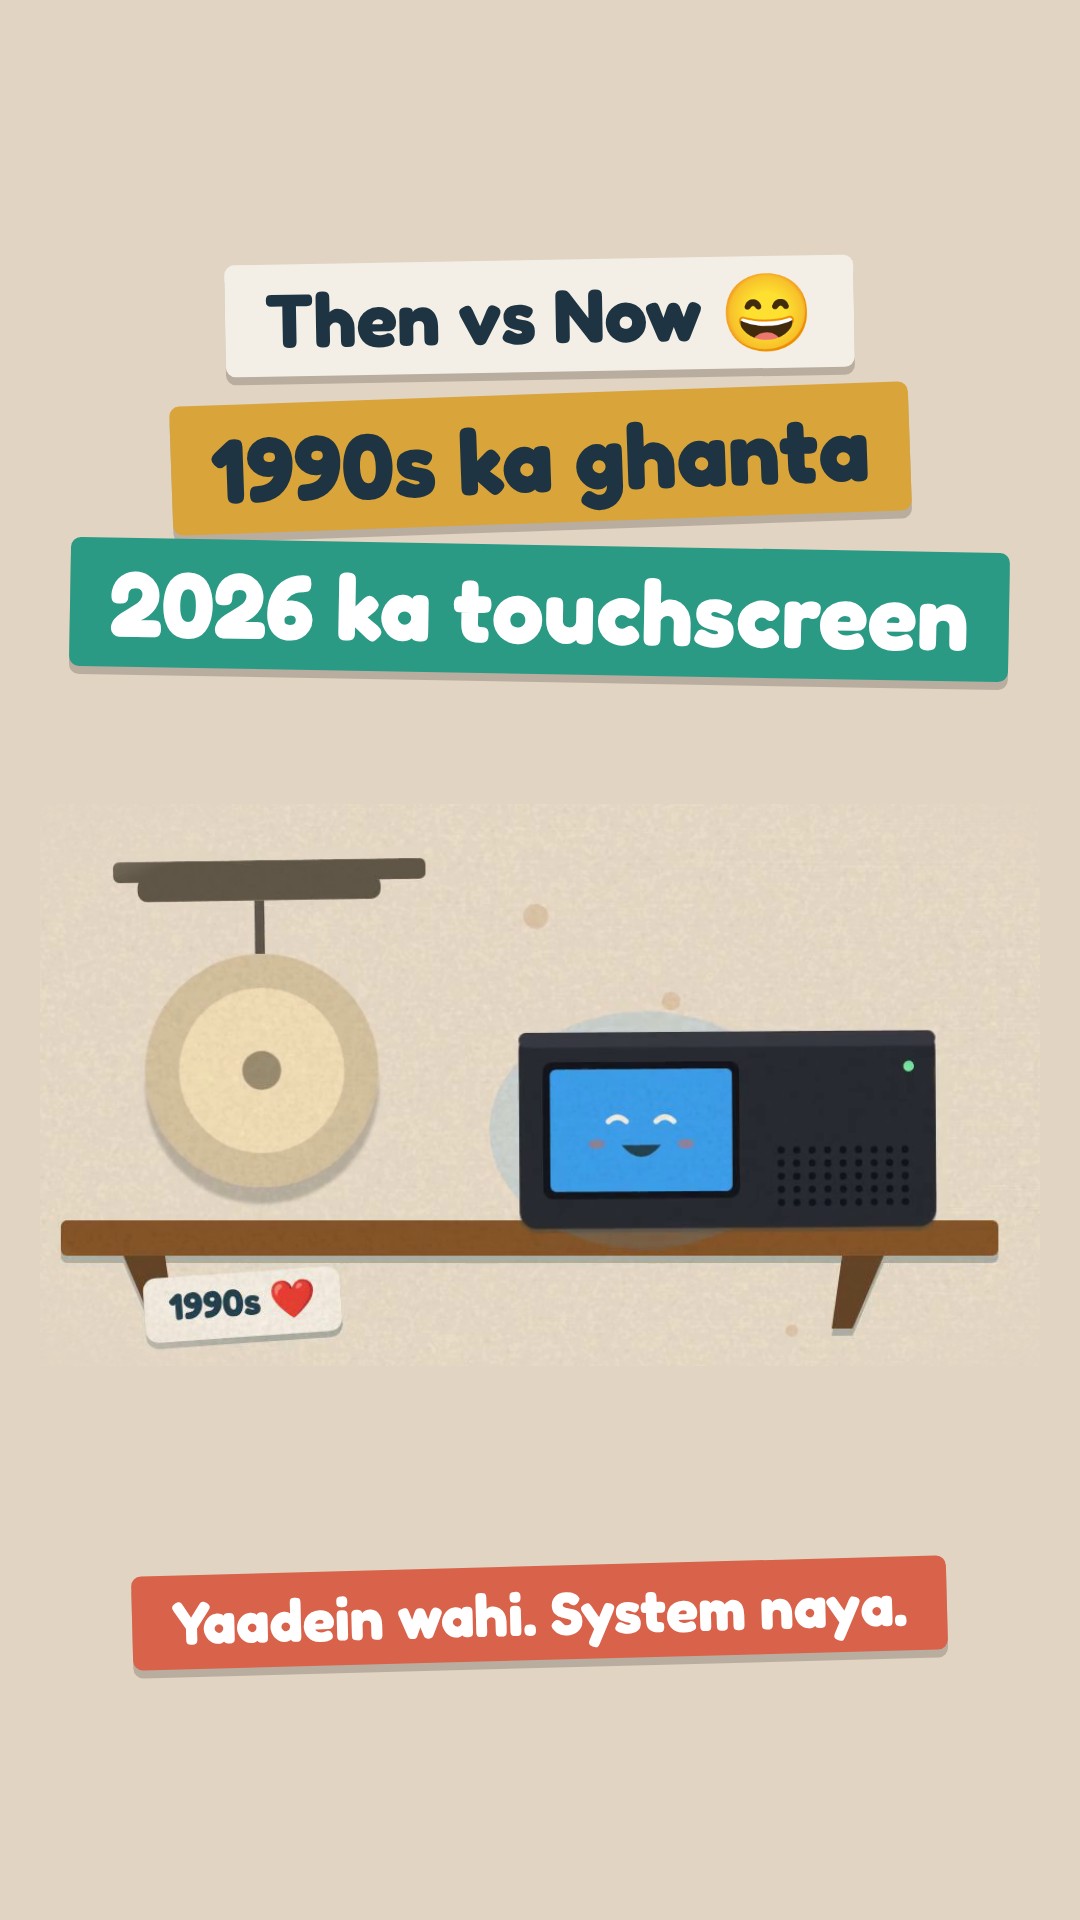 Then vs Now 😄
1990s ka ghanta
2026 ka touchscreen
1990s ❤️
Yaadein wahi. System naya.